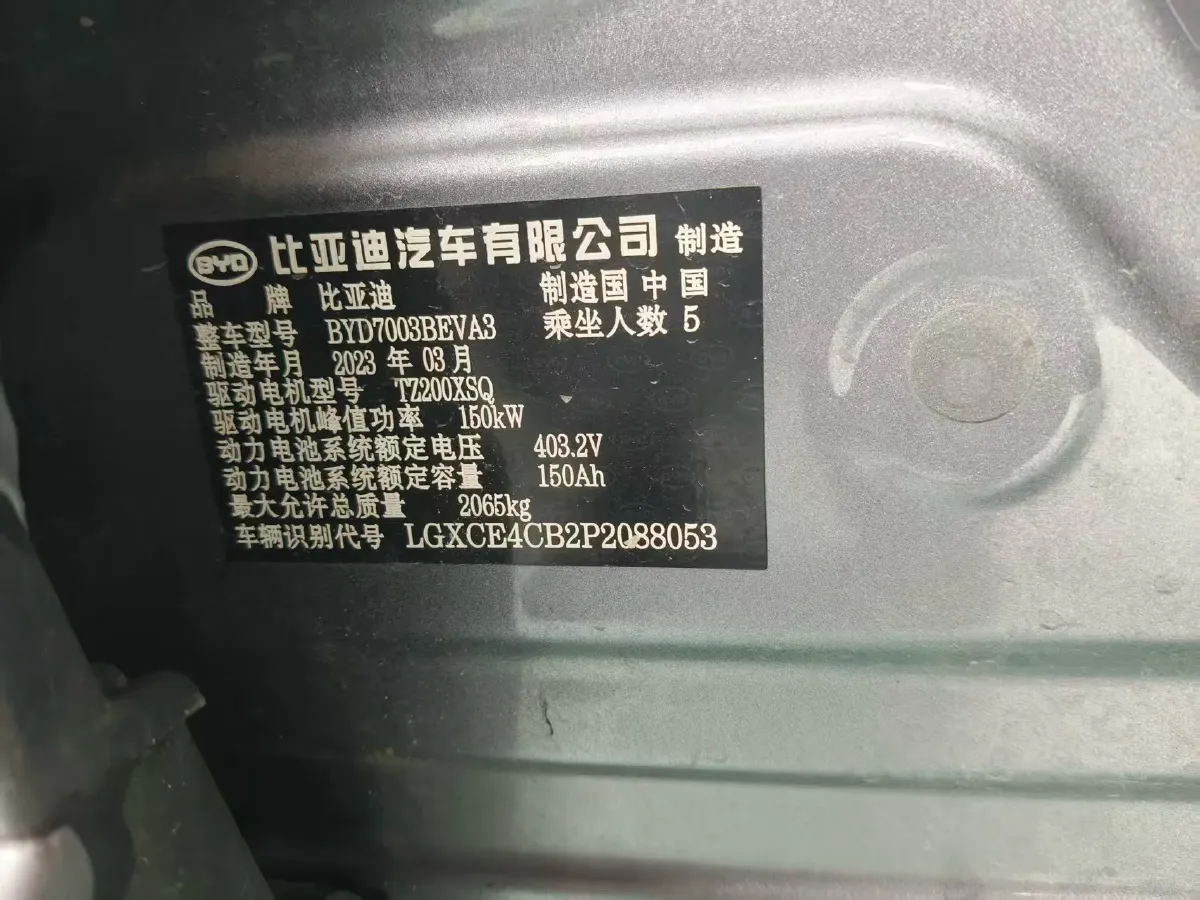 BYD 比亚迪汽车有限公司 制造
品 牌 比亚迪 制造国 中国
整车型号 BYD7003BEVA3 乘坐人数 5
制造年月 2023 年 03 月
驱动电机型号 TZ200XSQ
驱动电机峰值功率 150kW
动力电池系统额定电压 403.2V
动力电池系统额定容量 150Ah
最大允许总质量 2065kg
车辆识别代号 LGXCE4CB2P2088053